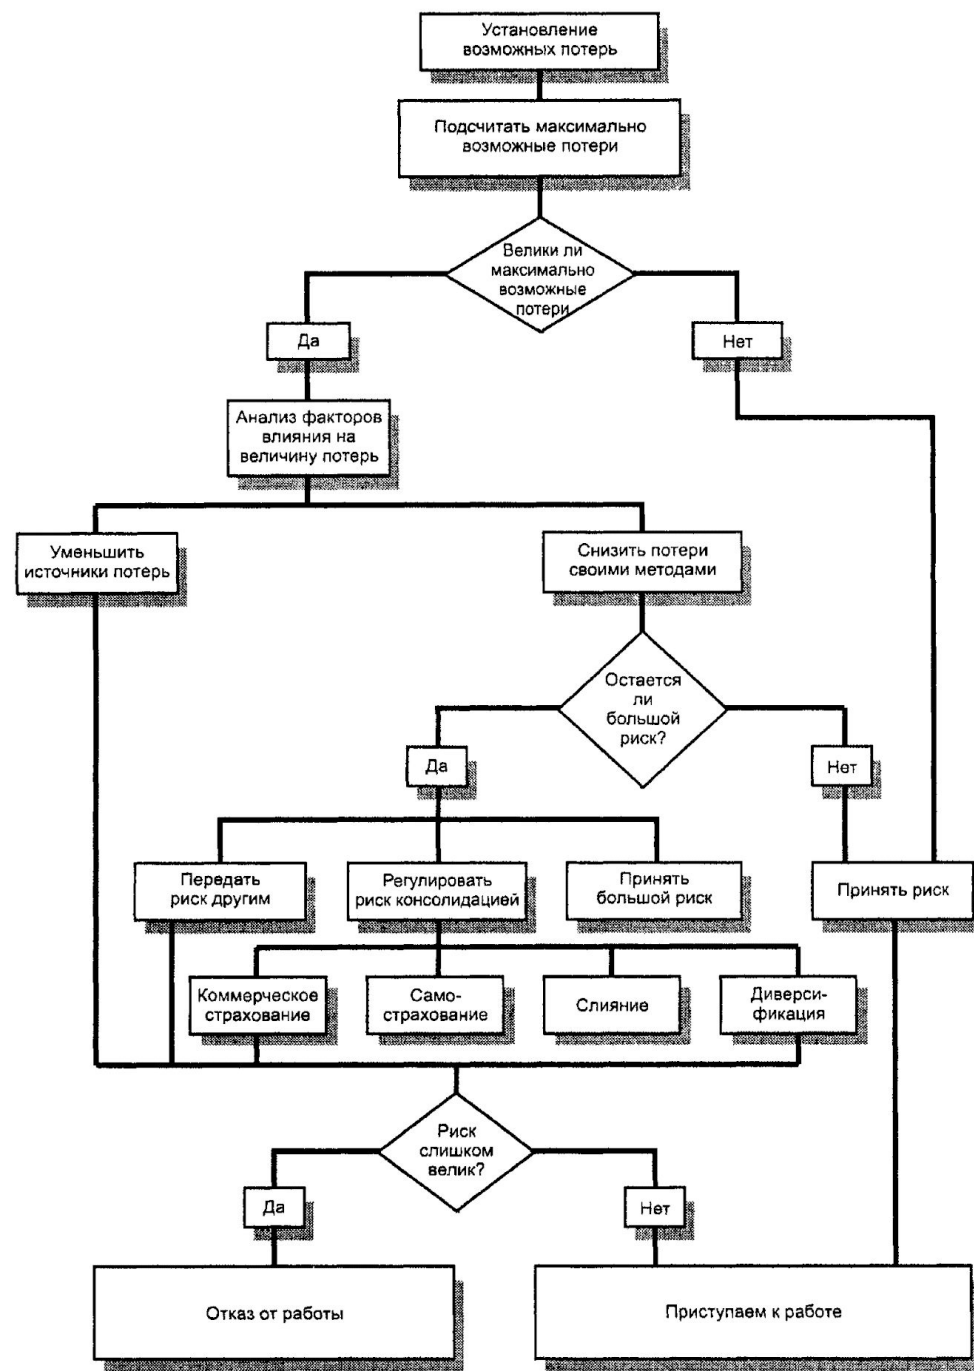 Установление
возможных потерь
Подсчитать максимально
возможные потери
Велики ли
максимально
возможные
потери
Да
Нет
Анализ факторов
влияния на
величину потерь
Уменьшить
источники потерь
Снизить потери
своими методами
Остается
ли
большой
риск?
Да
Нет
Передать
риск другим
Регулировать
риск консолидацией
Принять
большой риск
Принять риск
Коммерческое
страхование
Само-
страхование
Слияние
Диверси-
фикация
Риск
слишком
велик?
Да
Нет
Отказ от работы
Приступаем к работе